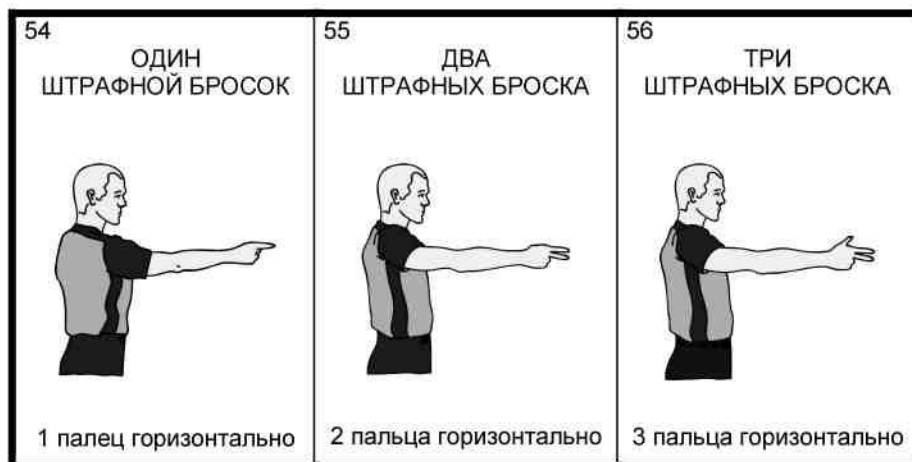 54
ОДИН
ШТРАФНОЙ БРОСОК
1 палец горизонтально
55
ДВА
ШТРАФНЫХ БРОСКА
2 пальца горизонтально
56
ТРИ
ШТРАФНЫХ БРОСКА
3 пальца горизонтально